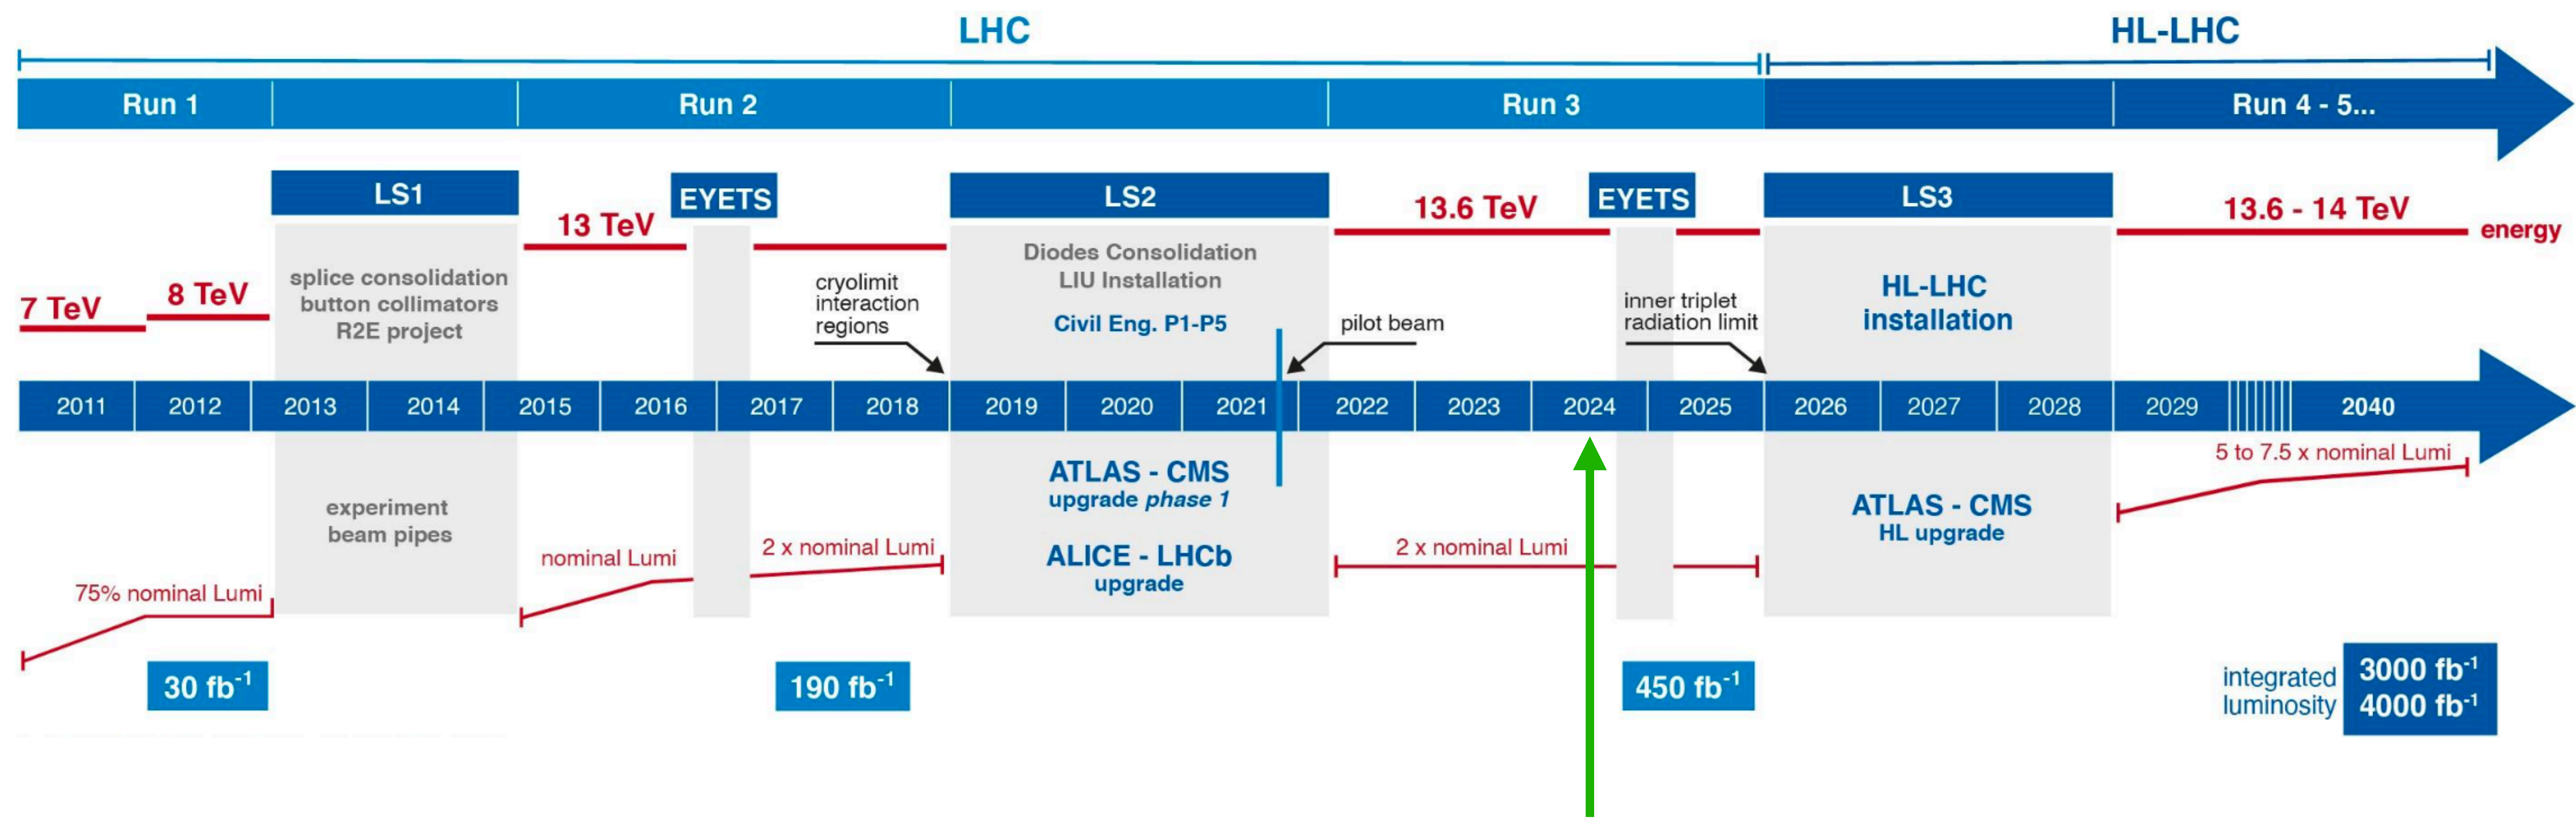 LHC
HL-LHC
Run 1
Run 2
Run 3
Run 4 - 5...
LS1
EYETS
LS2
EYETS
LS3
7 TeV
8 TeV
13 TeV
13.6 TeV
13.6 - 14 TeV
energy
splice consolidation
button collimators
R2E project
cryolimit
interaction
regions
Diodes Consolidation
LIU Installation
Civil Eng. P1-P5
pilot beam
inner triplet
radiation limit
HL-LHC
installation
2011
2012
2013
2014
2015
2016
2017
2018
2019
2020
2021
2022
2023
2024
2025
2026
2027
2028
2029
2040
experiment
beam pipes
ATLAS - CMS
upgrade phase 1
ALICE - LHCb
upgrade
ATLAS - CMS
HL upgrade
75% nominal Lumi
nominal Lumi
2 x nominal Lumi
2 x nominal Lumi
5 to 7.5 x nominal Lumi
30 fb⁻¹
190 fb⁻¹
450 fb⁻¹
integrated
luminosity
3000 fb⁻¹
4000 fb⁻¹